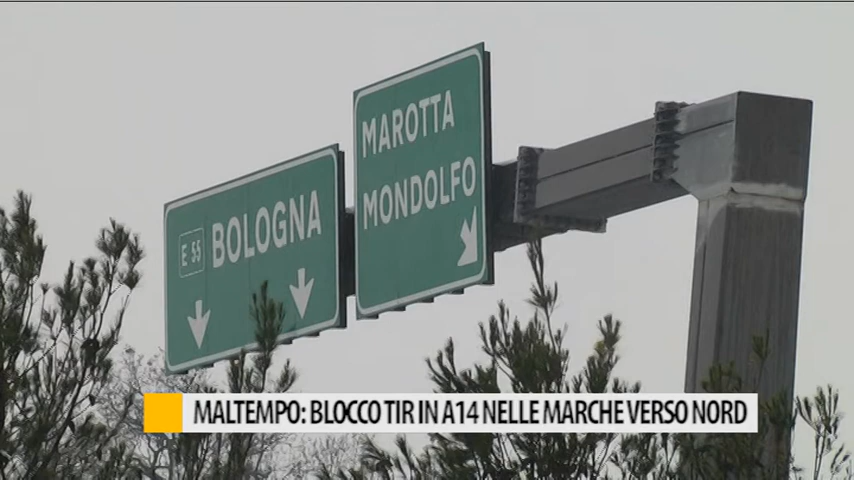 MAROTTA
MONDOLFO
E 55
BOLOGNA
MALTEMPO: BLOCCO TIR IN A14 NELLE MARCHE VERSO NORD